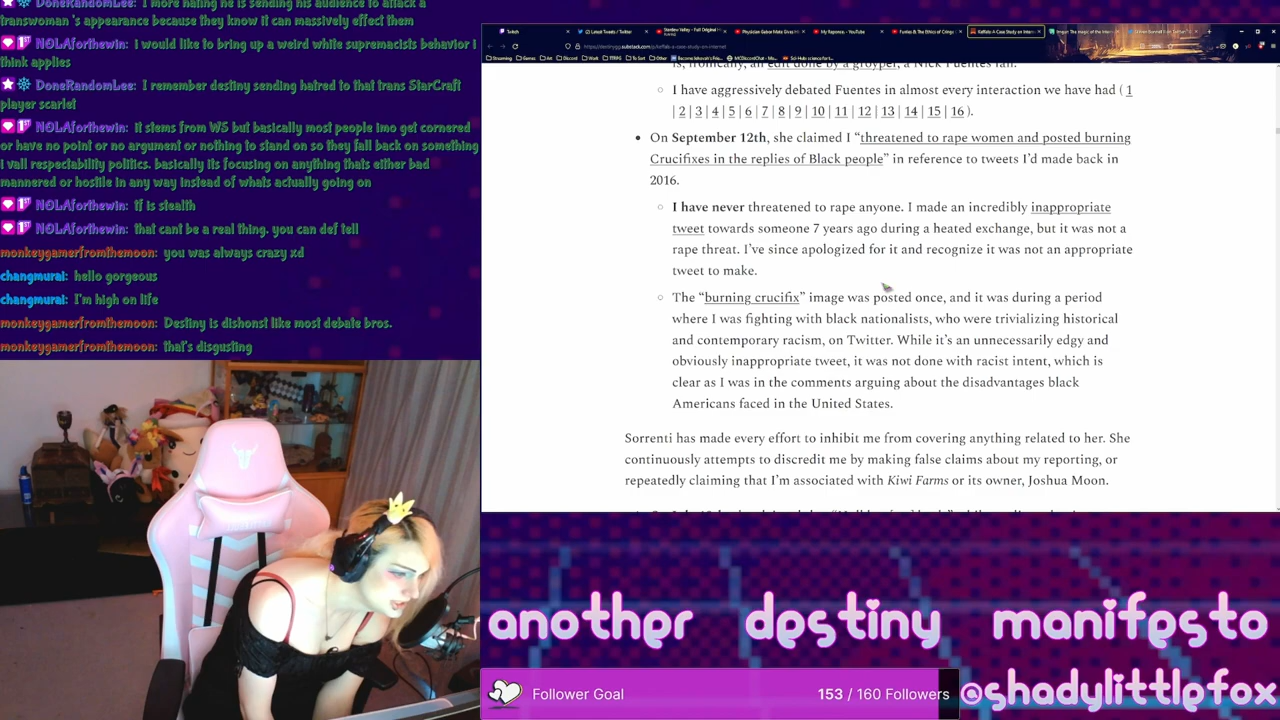 DoneRandomLee: I more hating he is sending his audience to attack a
transwoman 's appearance because they know it can massively effect them
NOLAforthewin: I would like to bring up a weird white supremacists behavior i
think applies
DoneRandomLee: I remember destiny sending hatired to that trans StarCraft
player scarlet
NOLAforthewin: it stems from WS but basically most people imo get cornered
or have no point or no argument or nothing to stand on so they fall back on something
i vall respeciability politics. basically its focusing on anything thats either bad
mannered or hostile in any way instead of whats actually going on
NOLAforthewin: tf is stealth
NOLAforthewin: that cant be a real thing. you can def tell
monkeygamerfromthemoon: you was always crazy xd
changmurai: hello gorgeous
changmurai: I'm high on life
monkeygamerfromthemoon: Destiny is dishonst like most debate bros.
monkeygamerfromthemoon: that's disgusting
Twitch
(2) Latest Tweets / Twitter
My Reponce. - YouTube
Keffals: A Case Study on Intern
is, ironically, an edit done by a groyper, a Nick Fuentes fan.
I have aggressively debated Fuentes in almost every interaction we have had ( 1
| 2 | 3 | 4 | 5 | 6 | 7 | 8 | 9 | 10 | 11 | 12 | 13 | 14 | 15 | 16 ).
On September 12th, she claimed I “threatened to rape women and posted burning
Crucifixes in the replies of Black people” in reference to tweets I’d made back in
2016.
I have never threatened to rape anyone. I made an incredibly inappropriate
tweet towards someone 7 years ago during a heated exchange, but it was not a
rape threat. I’ve since apologized for it and recognize it was not an appropriate
tweet to make.
The “burning crucifix” image was posted once, and it was during a period
where I was fighting with black nationalists, who were trivializing historical
and contemporary racism, on Twitter. While it’s an unnecessarily edgy and
obviously inappropriate tweet, it was not done with racist intent, which is
clear as I was in the comments arguing about the disadvantages black
Americans faced in the United States.
Sorrenti has made every effort to inhibit me from covering anything related to her. She
continuously attempts to discredit me by making false claims about my reporting, or
repeatedly claiming that I’m associated with Kiwi Farms or its owner, Joshua Moon.
another destiny manifesto
Follower Goal 153 / 160 Followers
@shadylittlefox